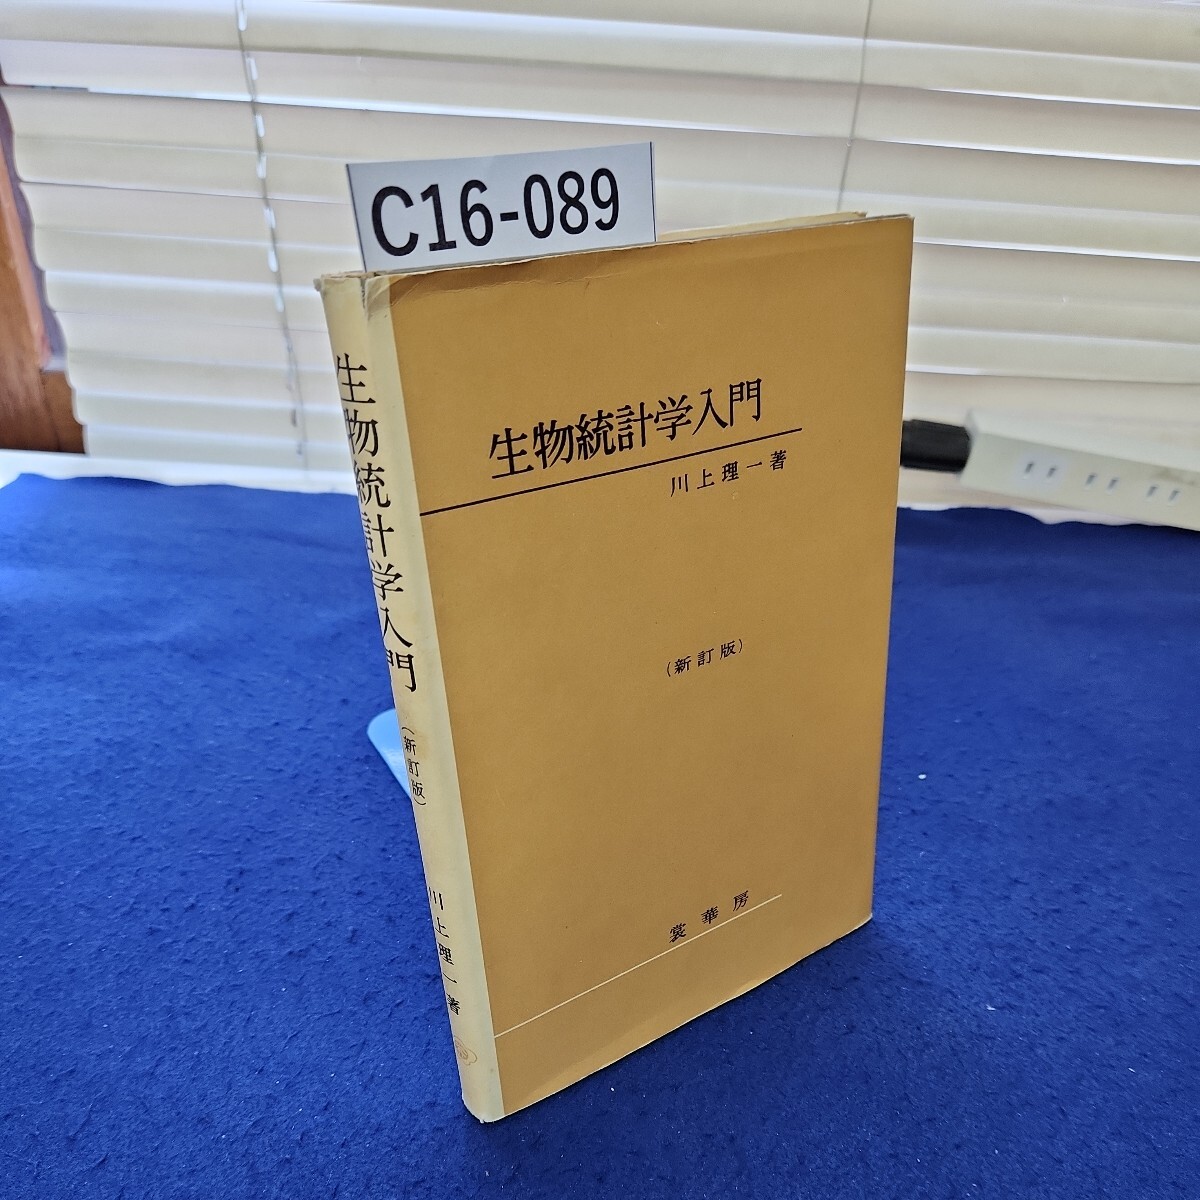 C16-089
生物統計学入門
川上理一著
(新訂版)
裳華房
生物統計学入門
(新訂版)
川上理一著